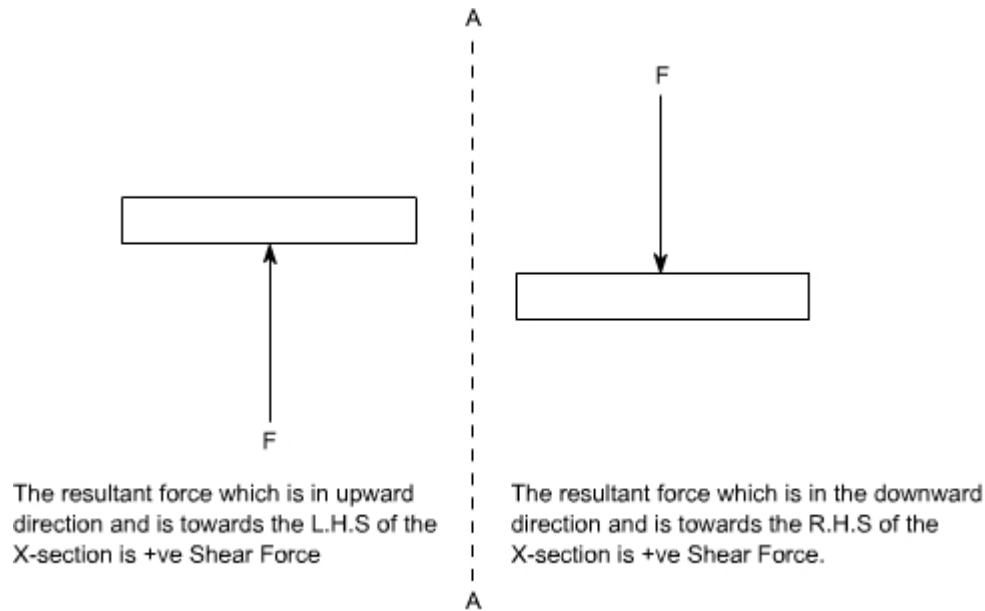 A
F
F
The resultant force which is in upward
direction and is towards the L.H.S of the
X-section is +ve Shear Force
The resultant force which is in the downward
direction and is towards the R.H.S of the
X-section is +ve Shear Force.
A